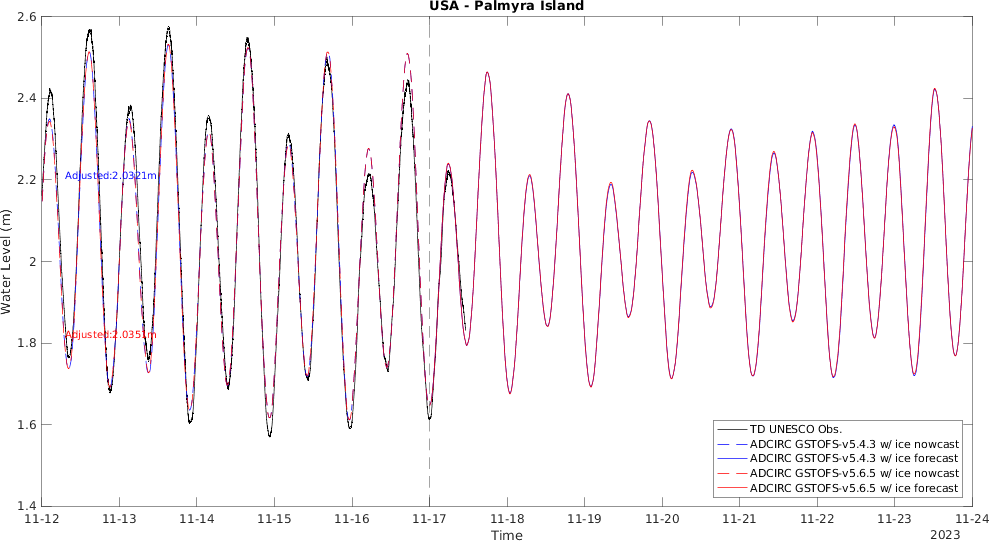 USA - Palmyra Island
2.6
2.4
2.2
2
1.8
1.6
1.4
Water Level (m)
Adjusted:2.0321m
Adjusted:2.0351m
TD UNESCO Obs.
ADCIRC GSTOFS-v5.4.3 w/ ice nowcast
ADCIRC GSTOFS-v5.4.3 w/ ice forecast
ADCIRC GSTOFS-v5.6.5 w/ ice nowcast
ADCIRC GSTOFS-v5.6.5 w/ ice forecast
11-12 11-13 11-14 11-15 11-16 11-17 11-18 11-19 11-20 11-21 11-22 11-23 11-24
Time
2023